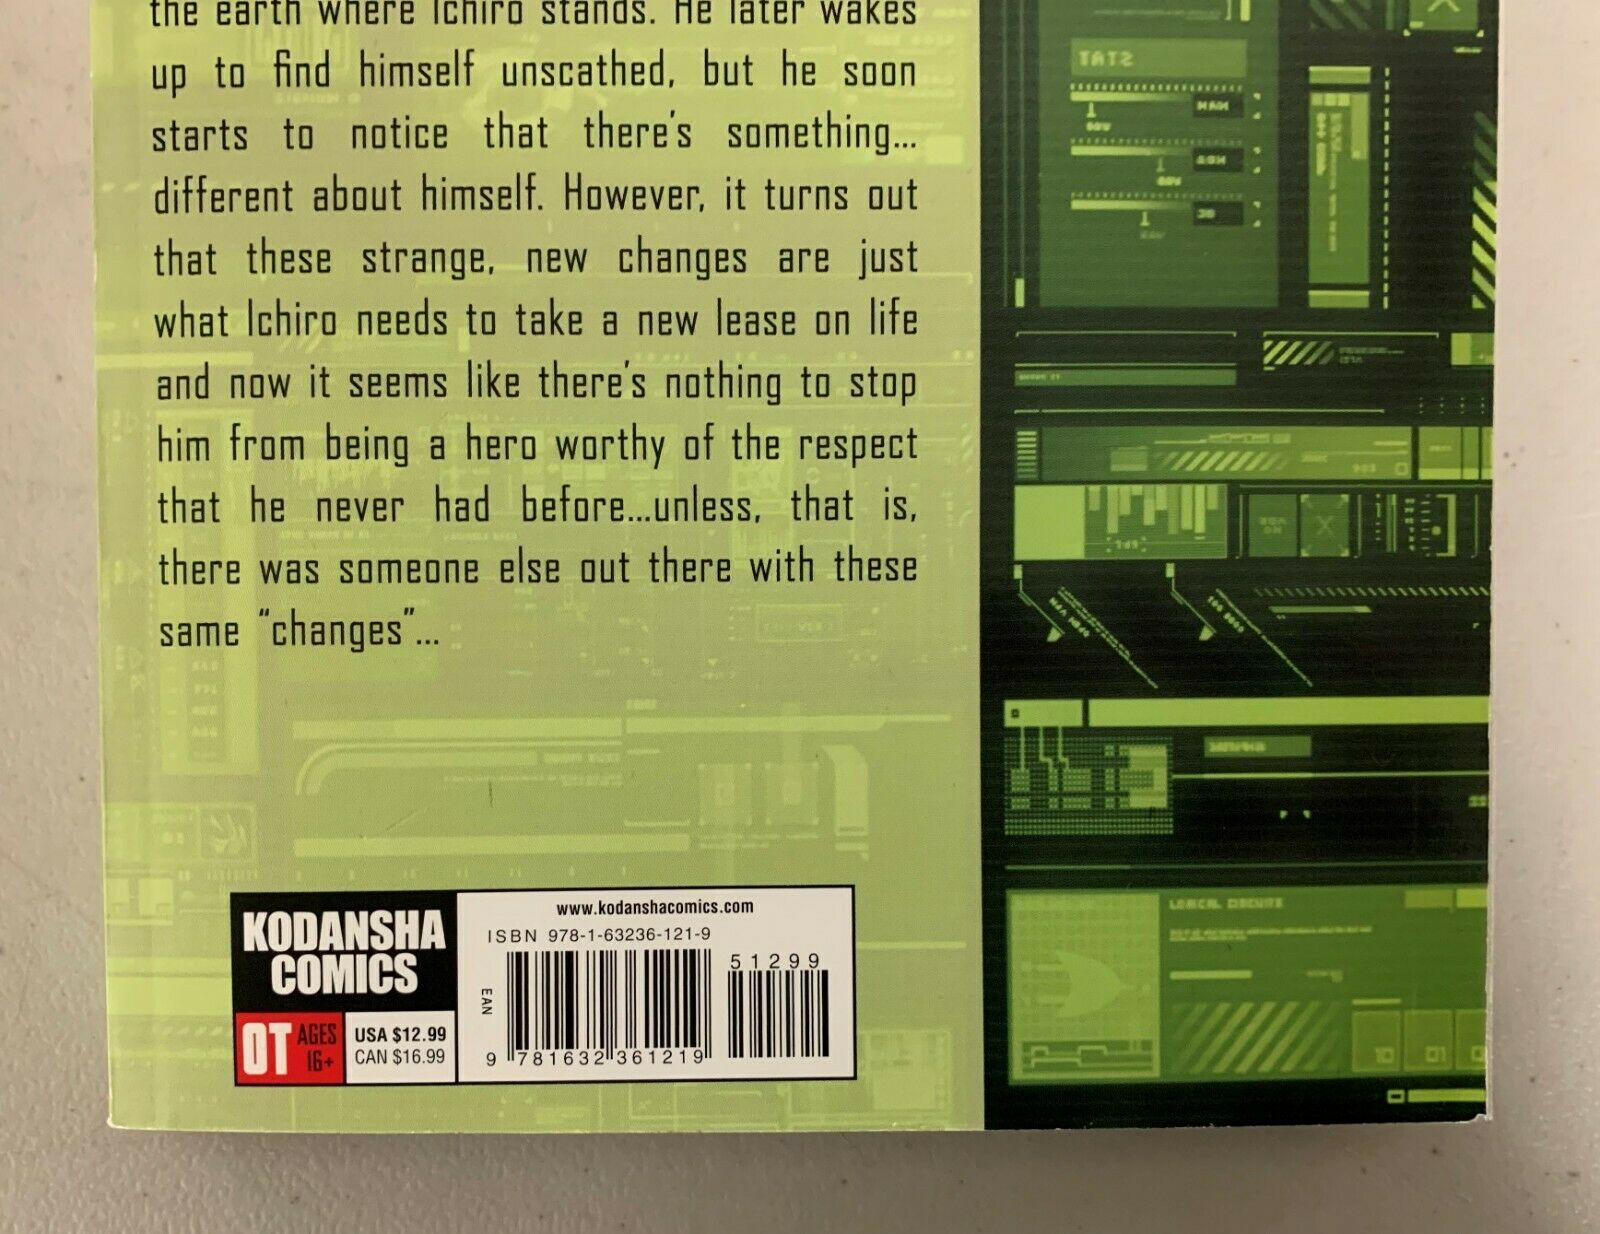 the earth where Ichiro stands. He later wakes
up to find himself unscathed, but he soon
starts to notice that there's something...
different about himself. However, it turns out
that these strange, new changes are just
what Ichiro needs to take a new lease on life
and now it seems like there's nothing to stop
him from being a hero worthy of the respect
that he never had before...unless, that is,
there was someone else out there with these
same "changes"...
KODANSHA
COMICS
OT AGES
16+
USA $12.99
CAN $16.99
www.kodanshacomics.com
ISBN 978-1-63236-121-9
51299
EAN
9 781632 361219
STAT
LOGICAL CIRCUITS
10
01